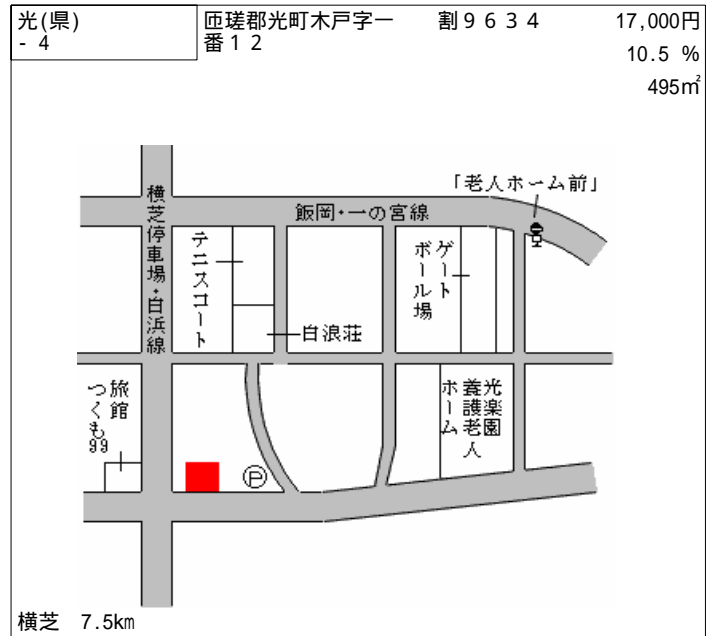 光(県)
- 4
匝瑳郡光町木戸字一 割９６３４
番１２
17,000円
10.5 %
495㎡
「老人ホーム前」
飯岡・一の宮線
横芝停車場・白浜線
テニスコート
ゲート
ボール場
白浪荘
旅館
つくも99
光楽園
養護老人
ホーム
P
横芝 7.5km